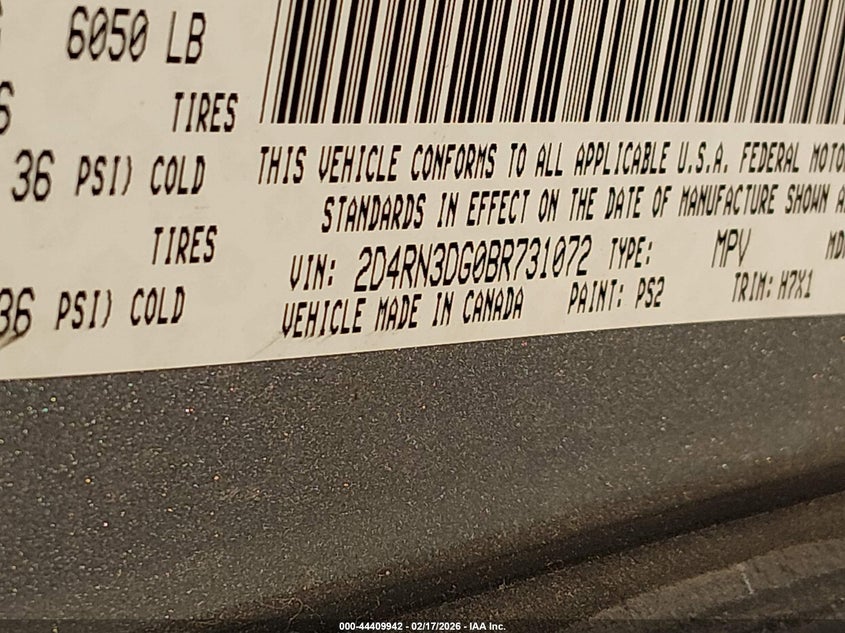 6050 LB
TIRES
36 PSI) COLD
TIRES
36 PSI) COLD
THIS VEHICLE CONFORMS TO ALL APPLICABLE U.S.A. FEDERAL MOTO
STANDARDS IN EFFECT ON THE DATE OF MANUFACTURE SHOWN A
VIN: 2D4RN3DG0BR731072 TYPE: MPV MD
VEHICLE MADE IN CANADA PAINT: PS2 TRIM: H7X1
000-44409942 - 02/17/2026 - IAA Inc.